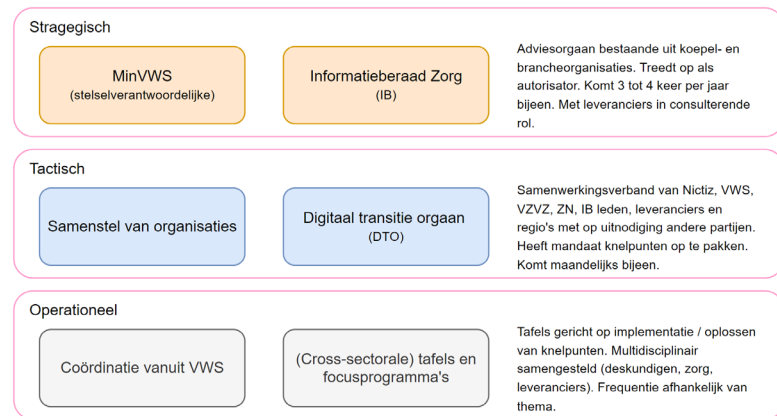 Stragegisch
MinVWS
(stelselverantwoordelijke)
Informatieberaad Zorg
(IB)
Adviesorgaan bestaande uit koepel- en
brancheorganisaties. Treedt op als
autorisator. Komt 3 tot 4 keer per jaar
bijeen. Met leveranciers in consulterende
rol.
Tactisch
Samenstel van organisaties
Digitaal transitie orgaan
(DTO)
Samenwerkingsverband van Nictiz, VWS,
VZVZ, ZN, IB leden, leveranciers en
regio's met op uitnodiging andere partijen.
Heeft mandaat knelpunten op te pakken.
Komt maandelijks bijeen.
Operationeel
Coördinatie vanuit VWS
(Cross-sectorale) tafels en
focusprogramma's
Tafels gericht op implementatie / oplossen
van knelpunten. Multidisciplinair
samengesteld (deskundigen, zorg,
leveranciers). Frequentie afhankelijk van
thema.